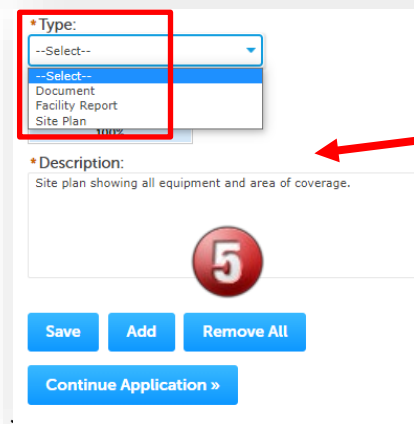 *Type:
--Select--
--Select--
Document
Facility Report
Site Plan
100%
*Description:
Site plan showing all equipment and area of coverage.
5
Save Add Remove All
Continue Application »